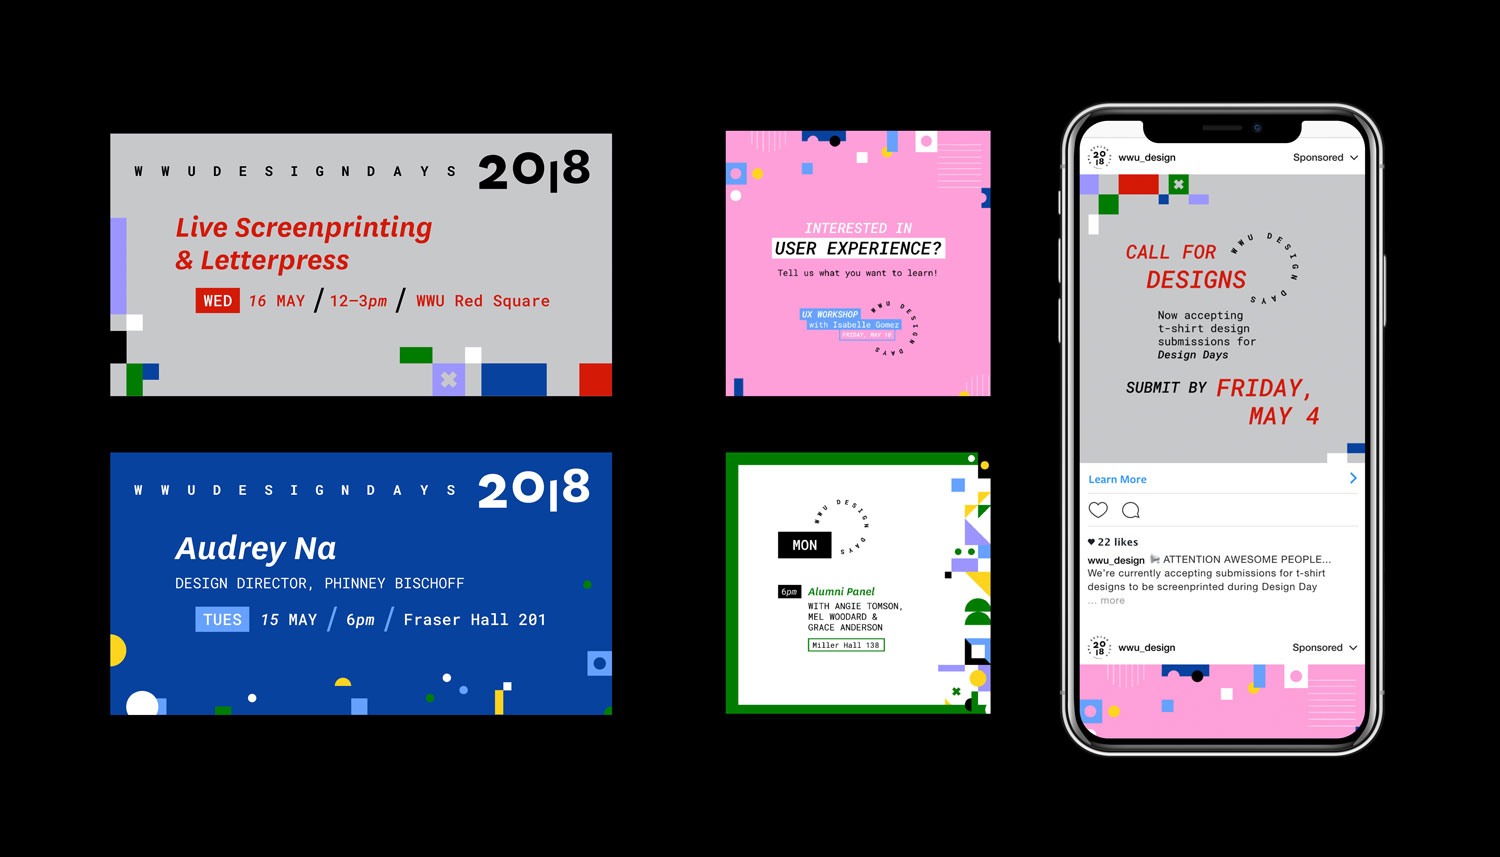 WWUDESIGNDAYS 2018
Live Screenprinting
& Letterpress
WED 16 MAY / 12–3pm / WWU Red Square
WWUDESIGNDAYS 2018
Audrey Na
DESIGN DIRECTOR, PHINNEY BISCHOFF
TUES 15 MAY / 6pm / Fraser Hall 201
INTERESTED IN
USER EXPERIENCE?
Tell us what you want to learn!
UX WORKSHOP
with Isabelle Gomez
FRIDAY, MAY 18
WWU DESIGN DAYS
WWU DESIGN DAYS
MON
6pm Alumni Panel
WITH ANGIE TOMSON,
MEL WOODARD &
GRACE ANDERSON
Miller Hall 138
2018 wwu_design Sponsored
CALL FOR
DESIGNS
WWU DESIGN DAYS
Now accepting
t-shirt design
submissions for
Design Days
SUBMIT BY FRIDAY,
MAY 4
Learn More
22 likes
wwu_design ATTENTION AWESOME PEOPLE...
We're currently accepting submissions for t-shirt
designs to be screenprinted during Design Day
... more
2018 wwu_design Sponsored